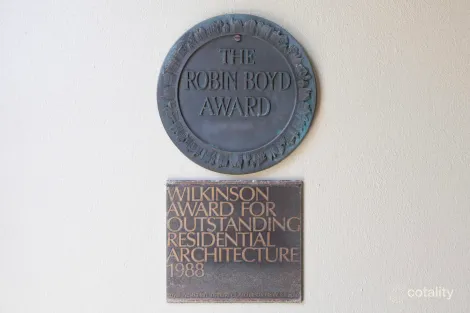 THE
ROBIN BOYD
AWARD
WILKINSON
AWARD FOR
OUTSTANDING
RESIDENTIAL
ARCHITECTURE
1988
cotality